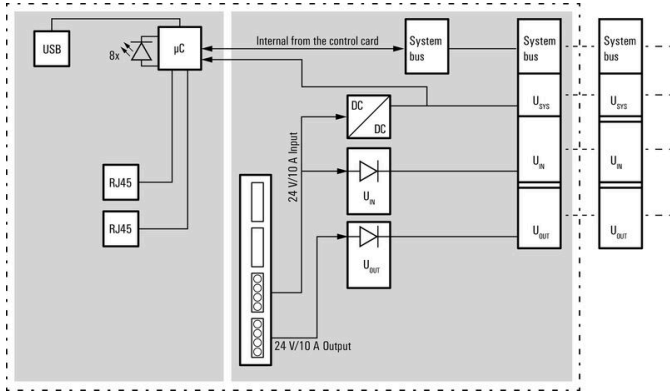 USB
8x
µC
Internal from the control card
System
bus
System
bus
System
bus
DC
DC
U_SYS
U_SYS
24 V/10 A Input
RJ45
U_IN
U_IN
U_IN
RJ45
U_OUT
U_OUT
U_OUT
24 V/10 A Output